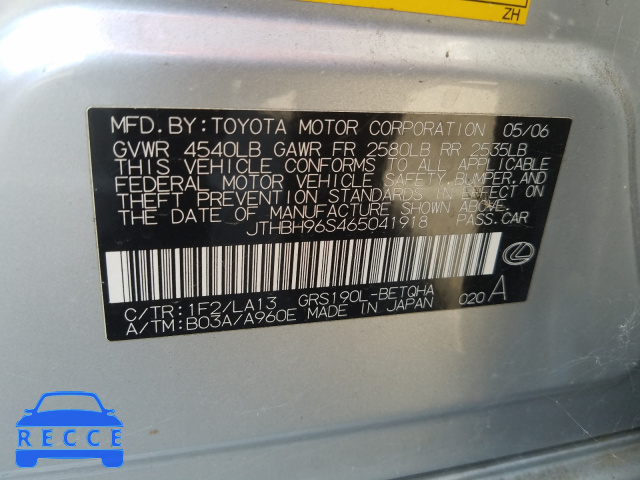 ZH
MFD.BY:TOYOTA MOTOR CORPORATION 05/06
GVWR 4540LB GAWR FR 2580LB RR 2535LB
THIS VEHICLE CONFORMS TO ALL APPLICABLE
FEDERAL MOTOR VEHICLE SAFETY, BUMPER, AND
THEFT PREVENTION STANDARDS IN EFFECT ON
THE DATE OF MANUFACTURE SHOWN ABOVE.
JTHBH96S465041918 PASS.CAR
C/TR:1F2/LA13 GRS190L-BETQHA
A/TM:B03A/A960E MADE IN JAPAN 020 A
RECCE